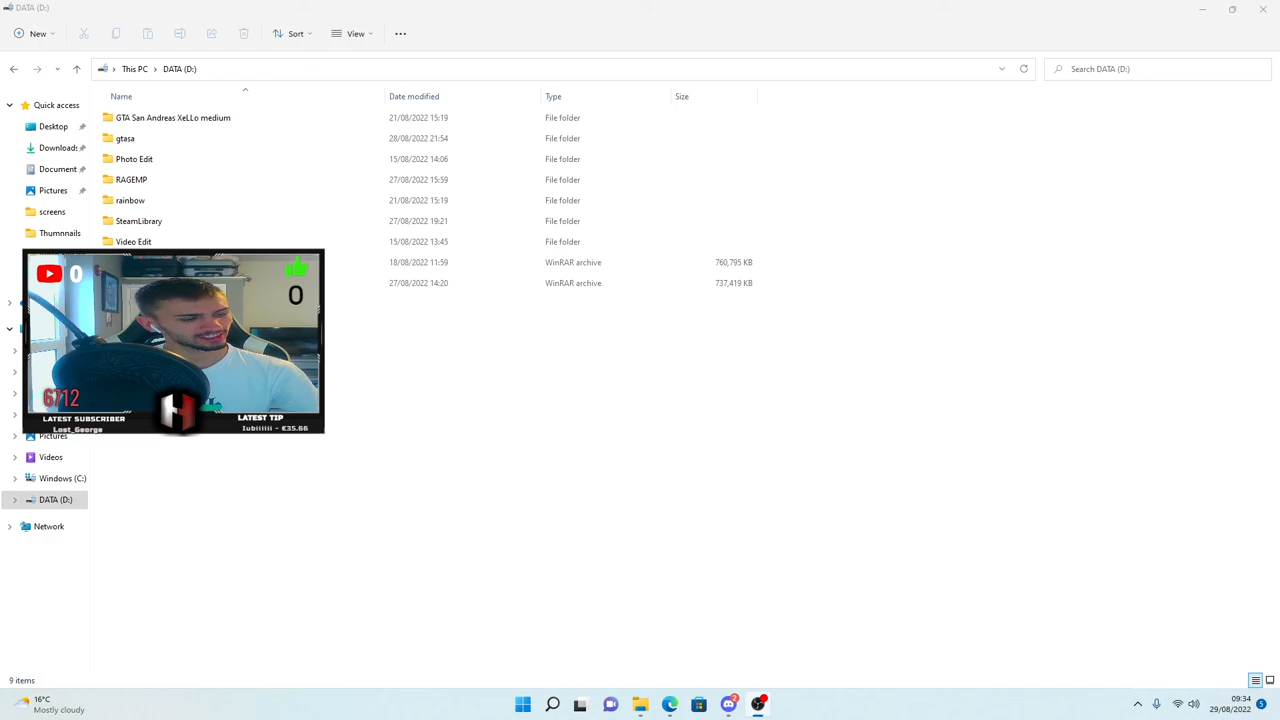 DATA (D:)
New
Sort
View
This PC
DATA (D:)
Search DATA (D:)
Name
Date modified
Type
Size
GTA San Andreas XeLLo medium
21/08/2022 15:19
File folder
gtasa
28/08/2022 21:54
File folder
Photo Edit
15/08/2022 14:06
File folder
RAGEMP
27/08/2022 15:59
File folder
rainbow
21/08/2022 15:19
File folder
SteamLibrary
27/08/2022 19:21
File folder
Video Edit
15/08/2022 13:45
File folder
18/08/2022 11:59
WinRAR archive
760,795 KB
27/08/2022 14:20
WinRAR archive
737,419 KB
Quick access
Desktop
Downloads
Document
Pictures
screens
Thumnnails
0
0
6712
LATEST SUBSCRIBER
Lost_George
LATEST TIP
Iubiiiiii - €35.66
H
Pictures
Videos
Windows (C:)
DATA (D:)
Network
9 items
16°C
Mostly cloudy
2
09:34
29/08/2022
5